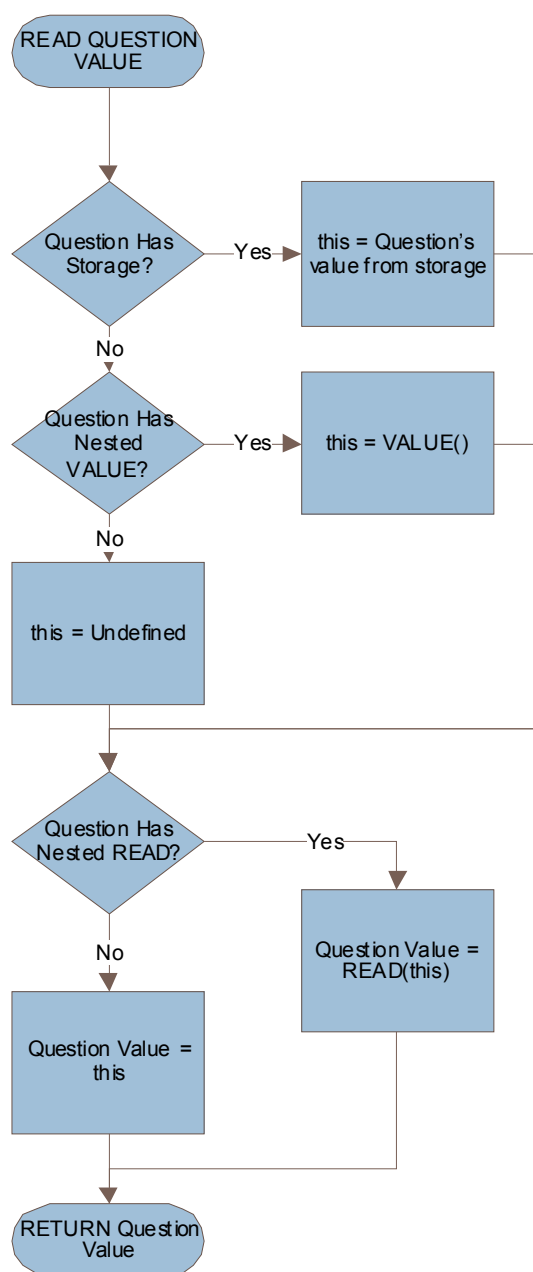 READ QUESTION
VALUE
Question Has
Storage?
Yes
this = Question's
value from storage
No
Question Has
Nested
VALUE?
Yes
this = VALUE()
No
this = Undefined
Question Has
Nested READ?
Yes
Question Value =
READ(this)
No
Question Value =
this
RETURN Question
Value